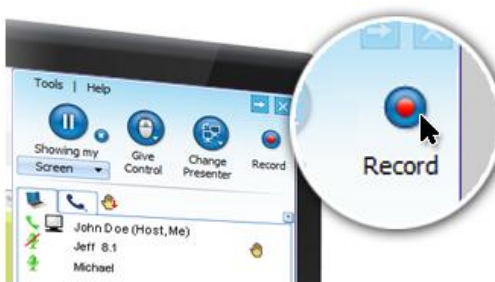 Tools | Help
Showing my
Screen
Give
Control
Change
Presenter
Record
John Doe (Host, Me)
Jeff 8.1
Michael
Record